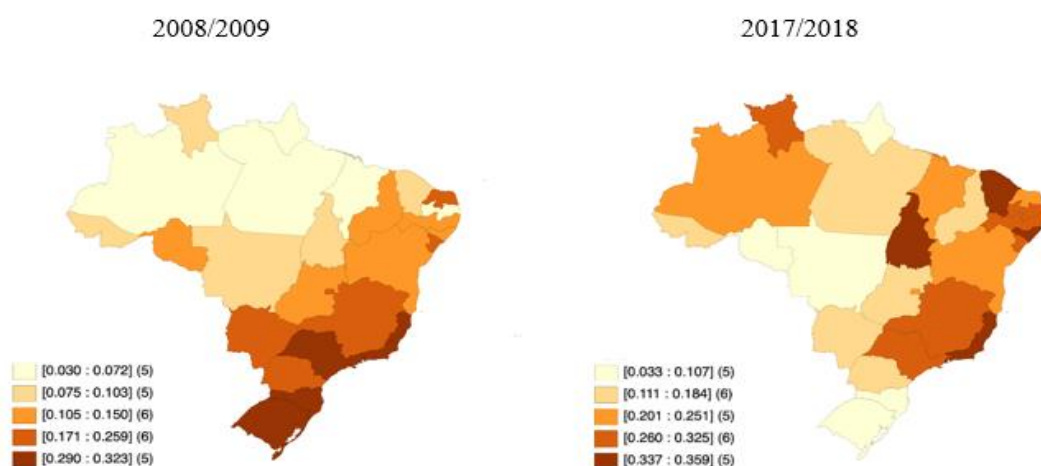 2008/2009
2017/2018
[0.030 : 0.072] (5)
[0.075 : 0.103] (5)
[0.105 : 0.150] (6)
[0.171 : 0.259] (6)
[0.290 : 0.323] (5)
[0.033 : 0.107] (5)
[0.111 : 0.184] (6)
[0.201 : 0.251] (5)
[0.260 : 0.325] (6)
[0.337 : 0.359] (5)